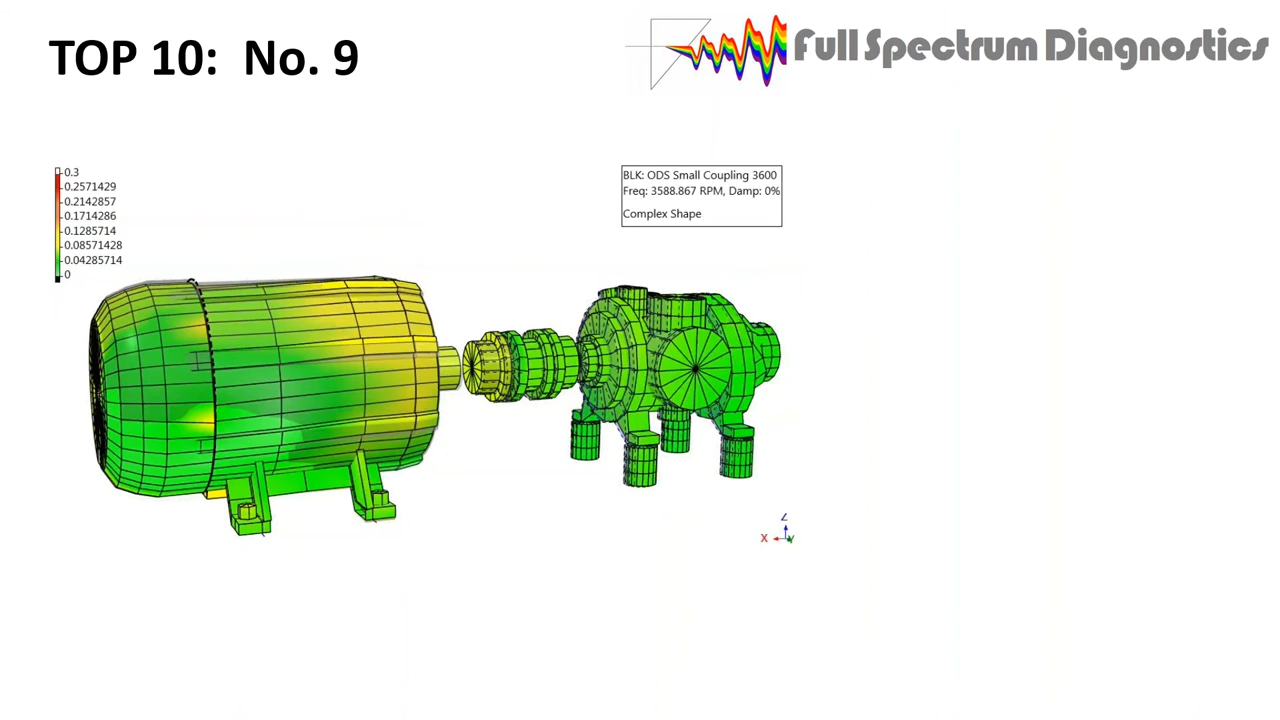 TOP 10:  No. 9
Full Spectrum Diagnostics
0.3
0.2571429
0.2142857
0.1714286
0.1285714
0.08571428
0.04285714
0
BLK: ODS Small Coupling 3600
Freq: 3588.867 RPM, Damp: 0%
Complex Shape
Z
X
Y